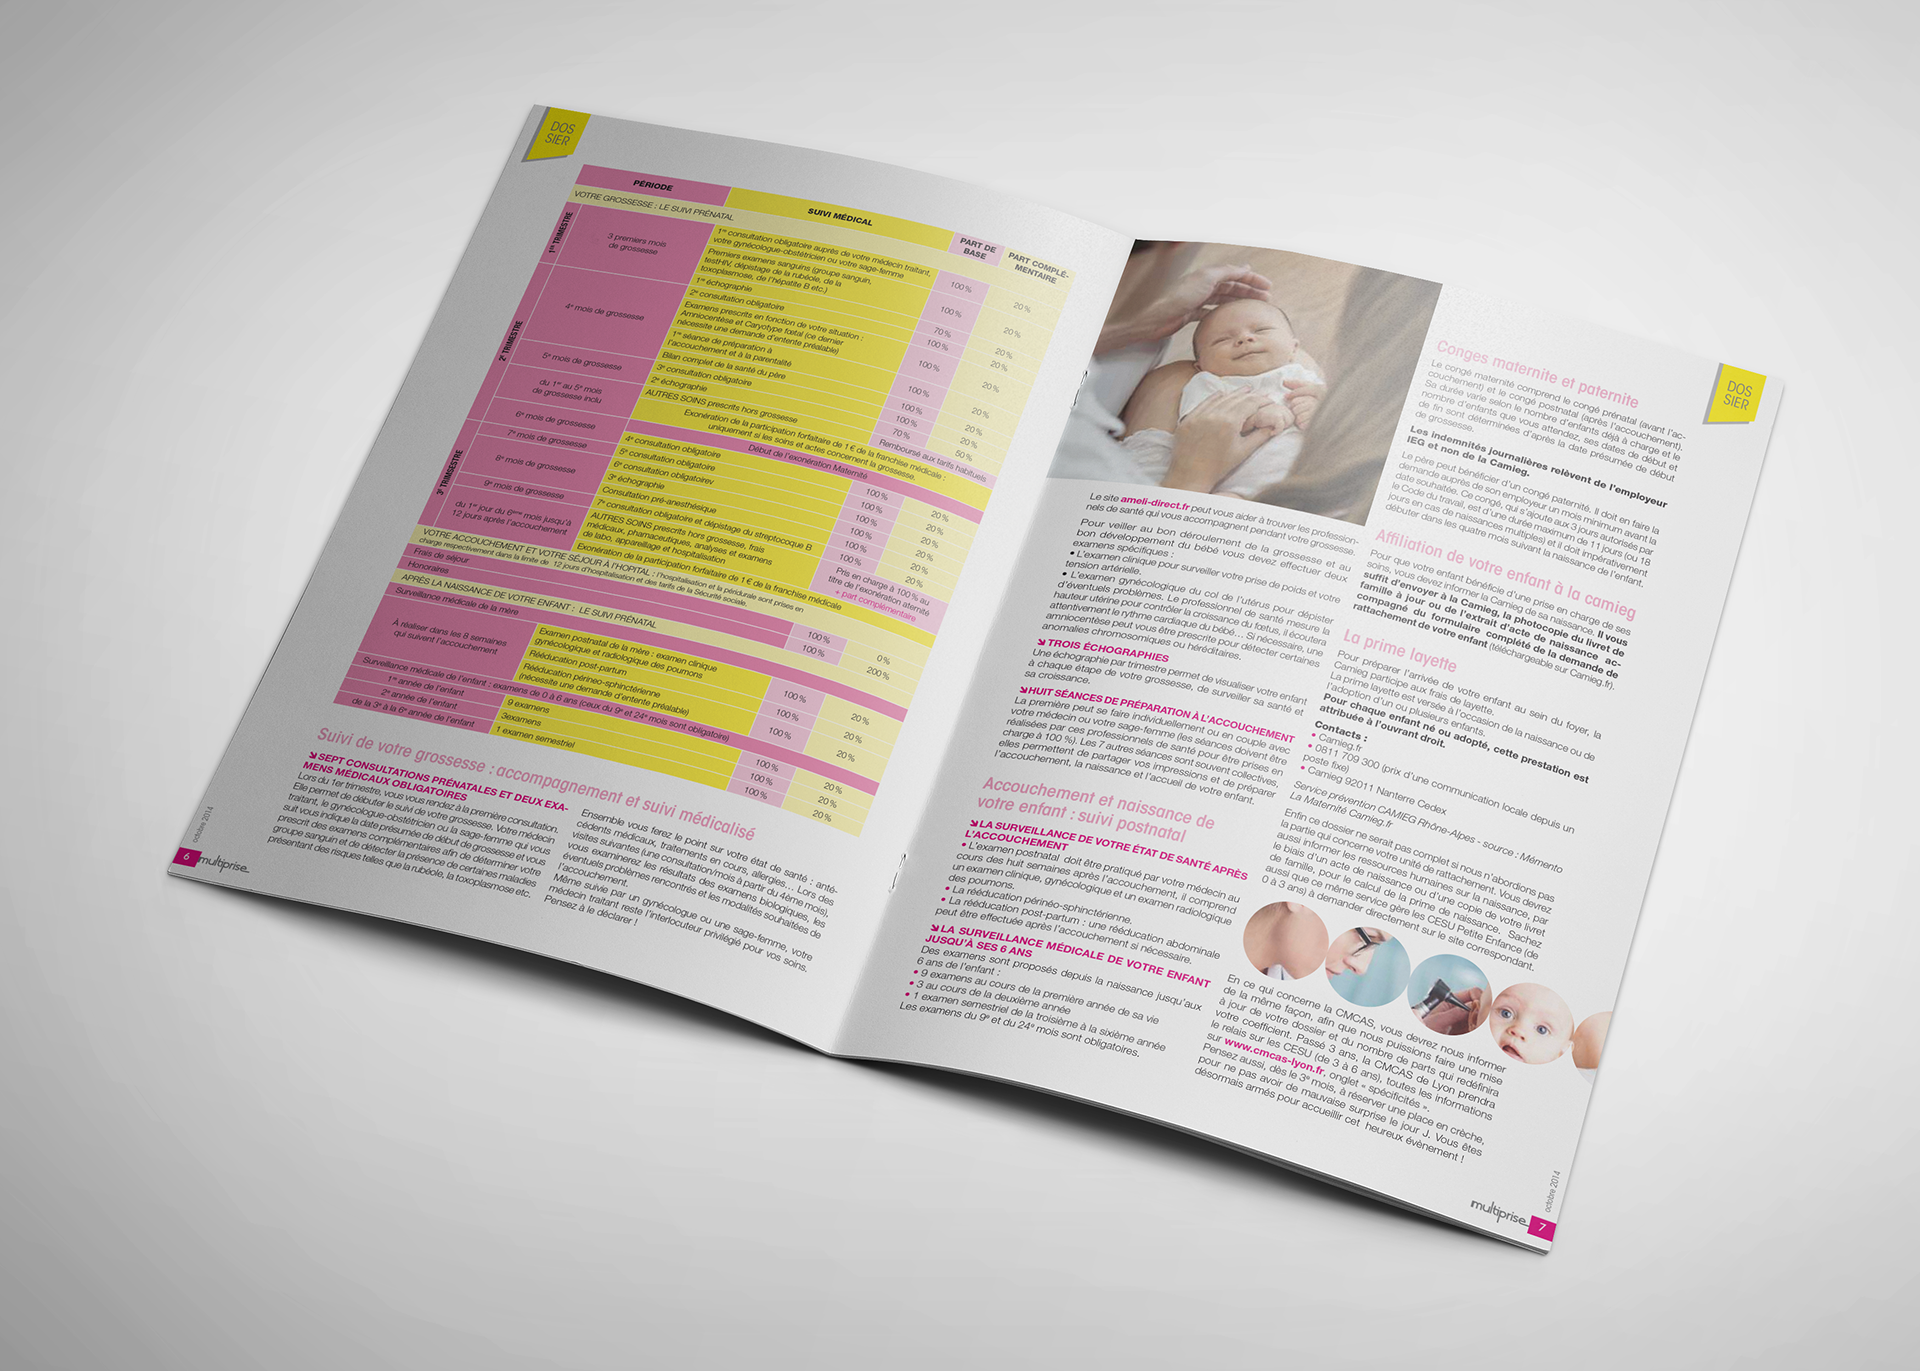 DOS
SIER
PÉRIODE
SUIVI MÉDICAL
PART DE
BASE
PART COMPLÉ-
MENTAIRE
VOTRE GROSSESSE : LE SUIVI PRÉNATAL
1er TRIMESTRE
3 premiers mois
de grossesse
1re consultation obligatoire auprès de votre médecin traitant,
votre gynécologue-obstétricien ou votre sage-femme
100 %
20 %
Premiers examens sanguins (groupe sanguin,
testHIV, dépistage de la rubéole, de la
toxoplasmose, de l'hépatite B etc.)
100 %
20 %
1re échographie
70 %
20 %
2e TRIMESTRE
4e mois de grossesse
2e consultation obligatoire
100 %
20 %
Examens prescrits en fonction de votre situation :
Amniocentèse et Caryotype fœtal (ce dernier
nécessite une demande d'entente préalable)
100 %
20 %
1re séance de préparation à
l'accouchement et à la parentalité
100 %
20 %
Bilan complet de la santé du père
100 %
20 %
5e mois de grossesse
3e consultation obligatoire
100 %
20 %
2e échographie
70 %
50 %
du 1er au 5e mois
de grossesse inclu
AUTRES SOINS prescrits hors grossesse
Remboursé aux tarifs habituels
Exonération de la participation forfaitaire de 1 € de la franchise médicale :
uniquement si les soins et actes concernent la grossesse.
Début de l'exonération Maternité
6e mois de grossesse
4e consultation obligatoire
100 %
20 %
3e TRIMESTRE
7e mois de grossesse
5e consultation obligatoire
100 %
20 %
8e mois de grossesse
6e consultation obligatoirev
100 %
20 %
3e échographie
100 %
20 %
Consultation pré-anesthésique
100 %
20 %
9e mois de grossesse
7e consultation obligatoire et dépistage du streptocoque B
100 %
20 %
du 1er jour du 6ème mois jusqu'à
12 jours après l'accouchement
AUTRES SOINS prescrits hors grossesse, frais
médicaux, pharmaceutiques, analyses et examens
de labo, appareillage et hospitalisation
Pris en charge à 100 % au
titre de l'exonération aternité
+ part complémentaire
Exonération de la participation forfaitaire de 1 € de la franchise médicale
VOTRE ACCOUCHEMENT ET VOTRE SÉJOUR À L'HOPITAL : l'hospitalisation et la péridurale sont prises en
charge respectivement dans la limite de 12 jours d'hospitalisation et des tarifs de la Sécurité sociale.
Frais de séjour
100 %
0 %
Honoraires
100 %
200 %
APRÈS LA NAISSANCE DE VOTRE ENFANT : LE SUIVI PRÉNATAL
Surveillance médicale de la mère
À réaliser dans les 8 semaines
qui suivent l'accouchement
Examen postnatal de la mère : examen clinique
gynécologique et radiologique des poumons
100 %
20 %
Rééducation post-partum
100 %
20 %
Rééducation périnéo-sphinctérienne
(nécessite une demande d'entente préalable)
100 %
20 %
Surveillance médicale de l'enfant : examens de 0 à 6 ans (ceux du 9e et 24e mois sont obligatoire)
1re année de l'enfant
9 examens
100 %
20 %
2e année de l'enfant
3examens
100 %
20 %
de la 3e à la 6e année de l'enfant
1 examen semestriel
100 %
20 %
Suivi de votre grossesse : accompagnement et suivi médicalisé
SEPT CONSULTATIONS PRÉNATALES ET DEUX EXA-
MENS MÉDICAUX OBLIGATOIRES
Lors du 1er trimestre, vous vous rendez à la première consultation.
Elle permet de débuter le suivi de votre grossesse. Votre médecin
traitant, le gynécologue-obstétricien ou la sage-femme qui vous
suit vous indique la date présumée de début de grossesse et vous
prescrit des examens complémentaires afin de déterminer votre
groupe sanguin et de détecter la présence de certaines maladies
présentant des risques telles que la rubéole, la toxoplasmose etc.
Ensemble vous ferez le point sur votre état de santé : anté-
cédents médicaux, traitements en cours, allergies... Lors des
visites suivantes (une consultation/mois à partir du 4ème mois),
vous examinerez les résultats des examens biologiques, les
éventuels problèmes rencontrés et les modalités souhaitées de
l'accouchement.
Même suivie par un gynécologue ou une sage-femme, votre
médecin traitant reste l'interlocuteur privilégié pour vos soins.
Pensez à le déclarer !
octobre 2014
6
multiprise
Le site ameli-direct.fr peut vous aider à trouver les profession-
nels de santé qui vous accompagnent pendant votre grossesse.
Pour veiller au bon déroulement de la grossesse et au
bon développement du bébé vous devez effectuer deux
examens spécifiques :
• L'examen clinique pour surveiller votre prise de poids et votre
tension artérielle.
• L'examen gynécologique du col de l'utérus pour dépister
d'éventuels problèmes. Le professionnel de santé mesure la
hauteur utérine pour contrôler la croissance du fœtus, il écoutera
attentivement le rythme cardiaque du bébé... Si nécessaire, une
amniocentèse peut vous être prescrite pour détecter certaines
anomalies chromosomiques ou héréditaires.
TROIS ÉCHOGRAPHIES
Une échographie par trimestre permet de visualiser votre enfant
à chaque étape de votre grossesse, de surveiller sa santé et
sa croissance.
HUIT SÉANCES DE PRÉPARATION À L'ACCOUCHEMENT
La première peut se faire individuellement ou en couple avec
votre médecin ou votre sage-femme (les séances doivent être
réalisées par ces professionnels de santé pour être prises en
charge à 100 %). Les 7 autres séances sont souvent collectives,
elles permettent de partager vos impressions et de préparer
l'accouchement, la naissance et l'accueil de votre enfant.
Accouchement et naissance de
votre enfant : suivi postnatal
LA SURVEILLANCE DE VOTRE ÉTAT DE SANTÉ APRÈS
L'ACCOUCHEMENT
• L'examen postnatal doit être pratiqué par votre médecin au
cours des huit semaines après l'accouchement, il comprend
un examen clinique, gynécologique et un examen radiologique
des poumons.
• La rééducation périnéo-sphinctérienne.
• La rééducation post-partum : une rééducation abdominale
peut être effectuée après l'accouchement si nécessaire.
LA SURVEILLANCE MÉDICALE DE VOTRE ENFANT
JUSQU'À SES 6 ANS
Des examens sont proposés depuis la naissance jusqu'aux
6 ans de l'enfant :
• 9 examens au cours de la première année de sa vie
• 3 au cours de la deuxième année
• 1 examen semestriel de la troisième à la sixième année
Les examens du 9e et du 24e mois sont obligatoires.
DOS
SIER
Conges maternite et paternite
Le congé maternité comprend le congé prénatal (avant l'ac-
couchement) et le congé postnatal (après l'accouchement).
Sa durée varie selon le nombre d'enfants déjà à charge et le
nombre d'enfants que vous attendez, ses dates de début et
de fin sont déterminées d'après la date présumée de début
de grossesse.
Les indemnités journalières relèvent de l'employeur
IEG et non de la Camieg.
Le père peut bénéficier d'un congé paternité. Il doit en faire la
demande auprès de son employeur un mois minimum avant la
date souhaitée. Ce congé, qui s'ajoute aux 3 jours autorisés par
le Code du travail, est d'une durée maximum de 11 jours (ou 18
jours en cas de naissances multiples) et il doit impérativement
débuter dans les quatre mois suivant la naissance de l'enfant.
Affiliation de votre enfant à la camieg
Pour que votre enfant bénéficie d'une prise en charge de ses
soins, vous devez informer la Camieg de sa naissance. Il vous
suffit d'envoyer à la Camieg, la photocopie du livret de
famille à jour ou de l'extrait d'acte de naissance ac-
compagné du formulaire complété de la demande de
rattachement de votre enfant (téléchargeable sur Camieg.fr).
La prime layette
Pour préparer l'arrivée de votre enfant au sein du foyer, la
Camieg participe aux frais de layette.
La prime layette est versée à l'occasion de la naissance ou de
l'adoption d'un ou plusieurs enfants.
Pour chaque enfant né ou adopté, cette prestation est
attribuée à l'ouvrant droit.
Contacts :
• Camieg.fr
• 0811 709 300 (prix d'une communication locale depuis un
poste fixe)
• Camieg 92011 Nanterre Cedex
Service prévention CAMIEG Rhône-Alpes - source : Mémento
La Maternité Camieg.fr
Enfin ce dossier ne serait pas complet si nous n'abordions pas
la partie qui concerne votre unité de rattachement. Vous devrez
aussi informer les ressources humaines sur la naissance, par
le biais d'un acte de naissance ou d'une copie de votre livret
de famille, pour le calcul de la prime de naissance. Sachez
aussi que ce même service gère les CESU Petite Enfance (de
0 à 3 ans) à demander directement sur le site correspondant.
En ce qui concerne la CMCAS, vous devrez nous informer
de la même façon, afin que nous puissions faire une mise
à jour de votre dossier et du nombre de parts qui redéfinira
votre coefficient. Passé 3 ans, la CMCAS de Lyon prendra
le relais sur les CESU (de 3 à 6 ans), toutes les informations
sur www.cmcas-lyon.fr, onglet « spécificités ».
Pensez aussi, dès le 3e mois, à réserver une place en crèche,
pour ne pas avoir de mauvaise surprise le jour J. Vous êtes
désormais armés pour accueillir cet heureux évènement !
octobre 2014
multiprise
7